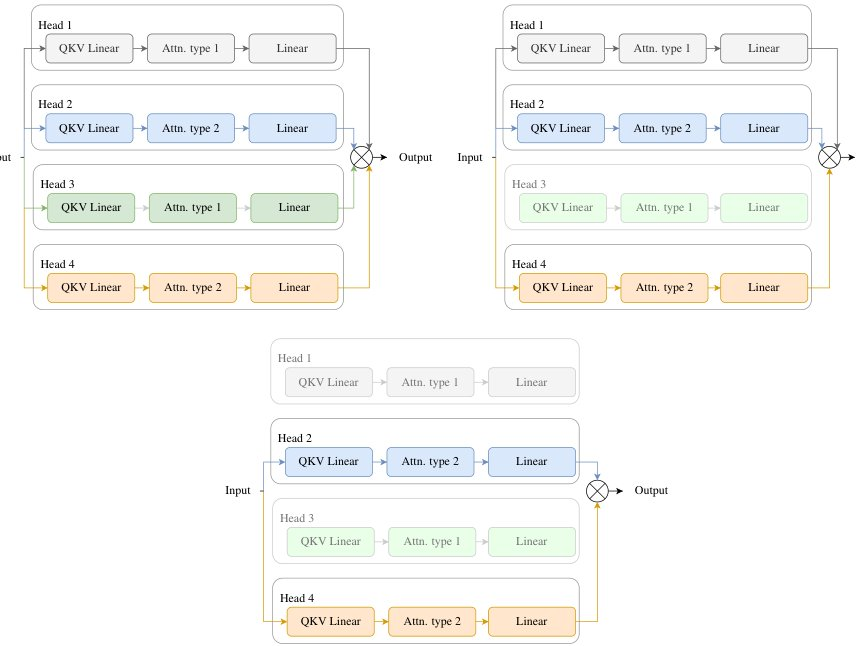 Head 1
QKV Linear Attn. type 1 Linear
Head 2
QKV Linear Attn. type 2 Linear
Output
Head 3
QKV Linear Attn. type 1 Linear
Head 4
QKV Linear Attn. type 2 Linear
Head 1
QKV Linear Attn. type 1 Linear
Head 2
QKV Linear Attn. type 2 Linear
Input
Head 3
QKV Linear Attn. type 1 Linear
Head 4
QKV Linear Attn. type 2 Linear
Head 1
QKV Linear Attn. type 1 Linear
Head 2
QKV Linear Attn. type 2 Linear
Input Output
Head 3
QKV Linear Attn. type 1 Linear
Head 4
QKV Linear Attn. type 2 Linear